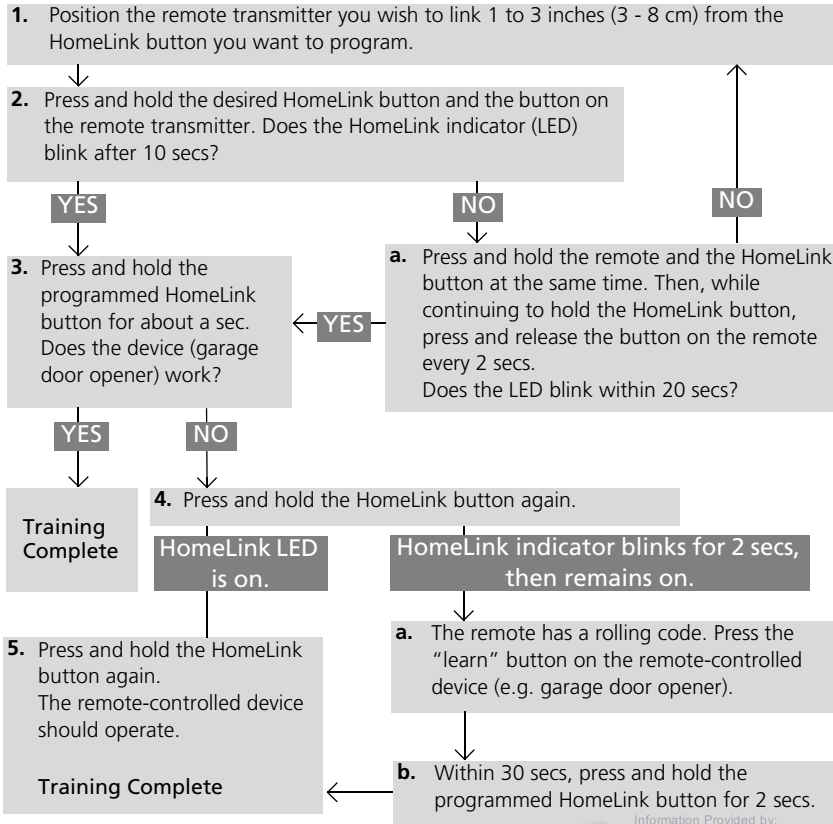 1. Position the remote transmitter you wish to link 1 to 3 inches (3 - 8 cm) from the
HomeLink button you want to program.
2. Press and hold the desired HomeLink button and the button on
the remote transmitter. Does the HomeLink indicator (LED)
blink after 10 secs?
YES
NO
NO
3. Press and hold the
programmed HomeLink
button for about a sec.
Does the device (garage
door opener) work?
YES
a. Press and hold the remote and the HomeLink
button at the same time. Then, while
continuing to hold the HomeLink button,
press and release the button on the remote
every 2 secs.
Does the LED blink within 20 secs?
YES
NO
Training
Complete
4. Press and hold the HomeLink button again.
HomeLink LED
is on.
HomeLink indicator blinks for 2 secs,
then remains on.
5. Press and hold the HomeLink
button again.
The remote-controlled device
should operate.
Training Complete
a. The remote has a rolling code. Press the
“learn” button on the remote-controlled
device (e.g. garage door opener).
b. Within 30 secs, press and hold the
programmed HomeLink button for 2 secs.
Information Provided by: